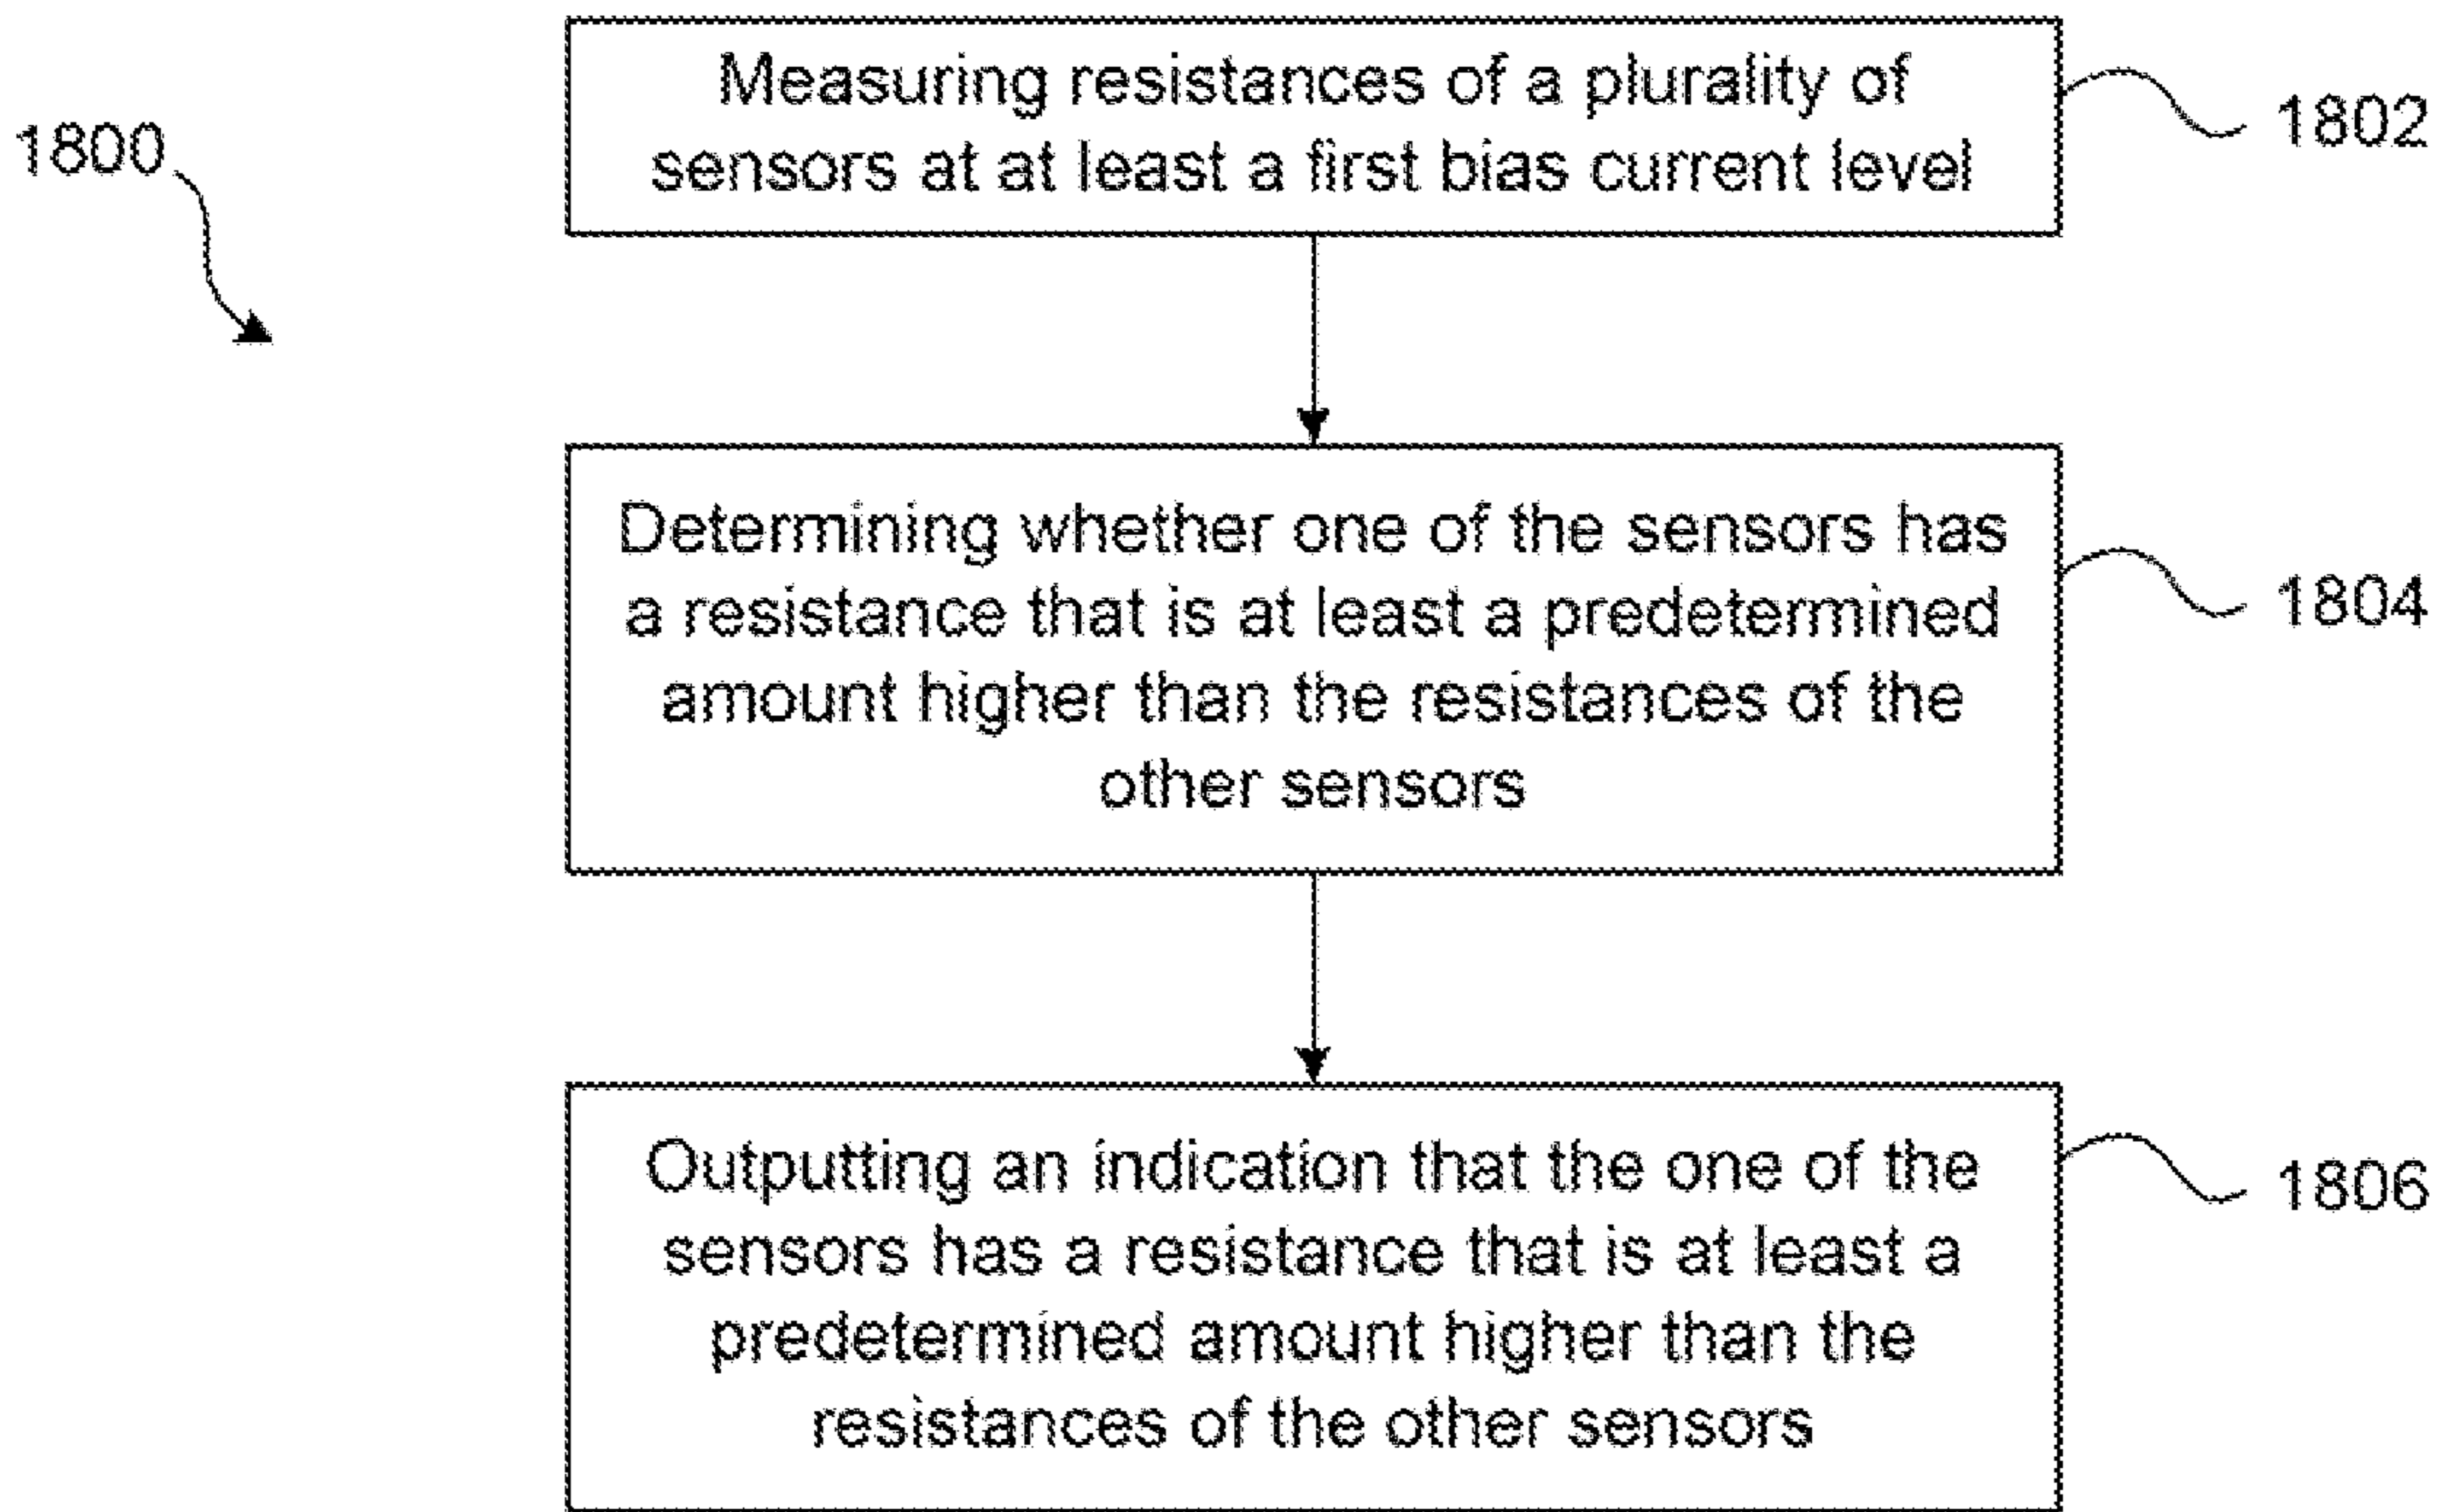 1800
Measuring resistances of a plurality of
sensors at at least a first bias current level
1802
Determining whether one of the sensors has
a resistance that is at least a predetermined
amount higher than the resistances of the
other sensors
1804
Outputting an indication that the one of the
sensors has a resistance that is at least a
predetermined amount higher than the
resistances of the other sensors
1806